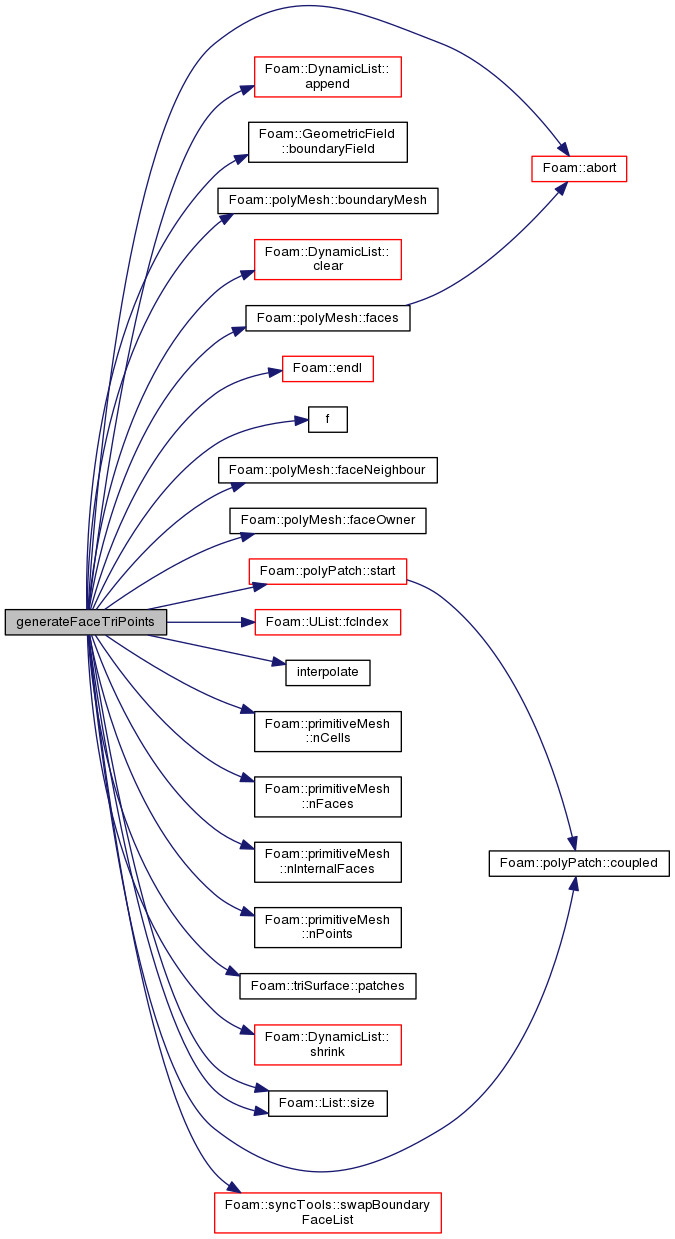 Foam::DynamicList::
append
Foam::GeometricField
::boundaryField
Foam::abort
Foam::polyMesh::boundaryMesh
Foam::DynamicList::
clear
Foam::polyMesh::faces
Foam::endl
f
Foam::polyMesh::faceNeighbour
Foam::polyMesh::faceOwner
Foam::polyPatch::start
generateFaceTriPoints
Foam::UList::fcIndex
interpolate
Foam::primitiveMesh
::nCells
Foam::primitiveMesh
::nFaces
Foam::primitiveMesh
::nInternalFaces
Foam::polyPatch::coupled
Foam::primitiveMesh
::nPoints
Foam::triSurface::patches
Foam::DynamicList::
shrink
Foam::List::size
Foam::syncTools::swapBoundary
FaceList